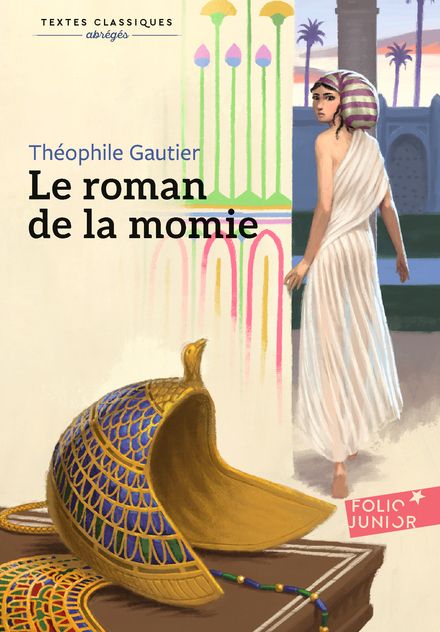 TEXTES CLASSIQUES
abrégés
Théophile Gautier
Le roman
de la momie
FOLIO
JUNIOR